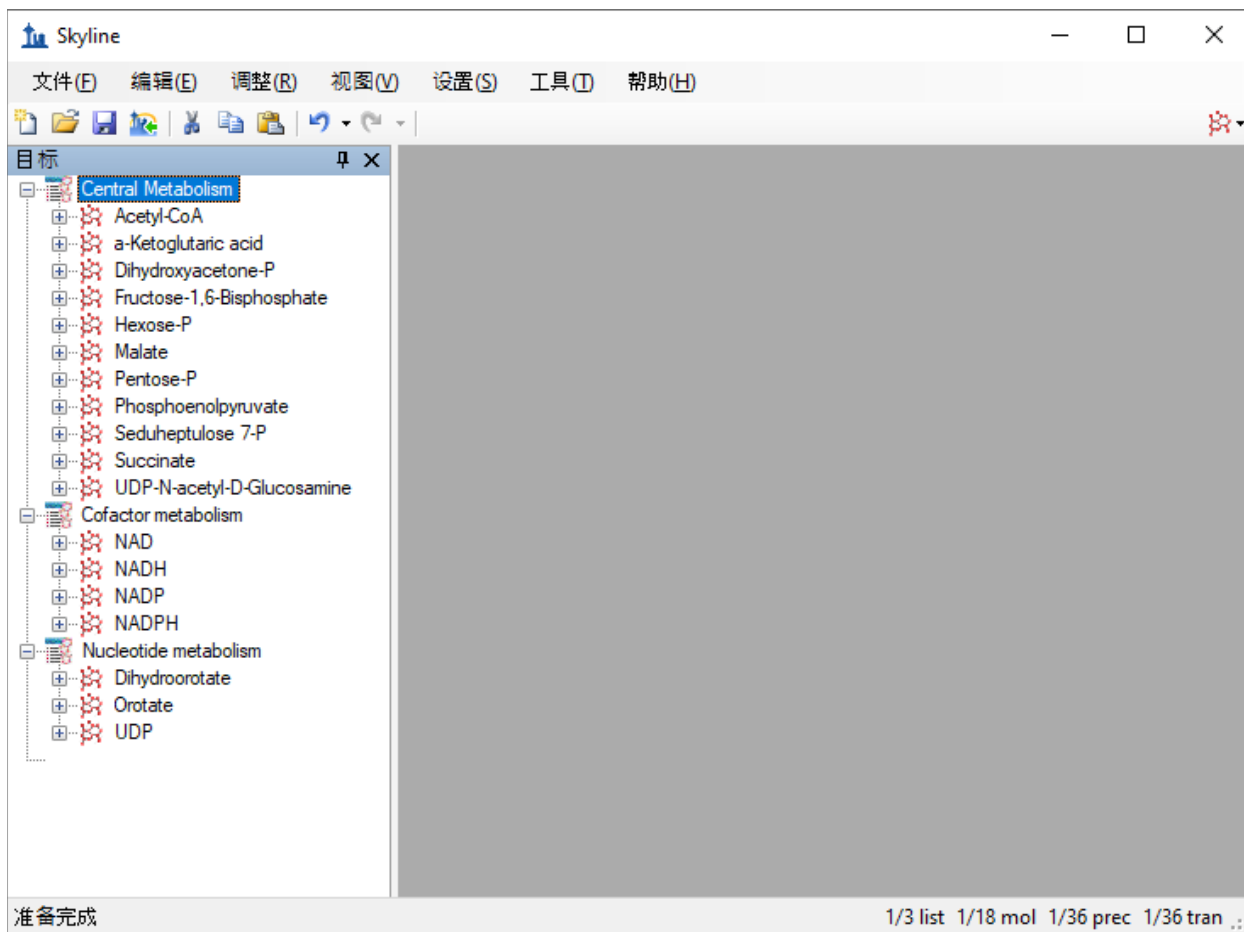 Skyline
文件(F) 编辑(E) 调整(R) 视图(V) 设置(S) 工具(T) 帮助(H)
目标
Central Metabolism
Acetyl-CoA
a-Ketoglutaric acid
Dihydroxyacetone-P
Fructose-1,6-Bisphosphate
Hexose-P
Malate
Pentose-P
Phosphoenolpyruvate
Seduheptulose 7-P
Succinate
UDP-N-acetyl-D-Glucosamine
Cofactor metabolism
NAD
NADH
NADP
NADPH
Nucleotide metabolism
Dihydroorotate
Orotate
UDP
准备完成 1/3 list 1/18 mol 1/36 prec 1/36 tran